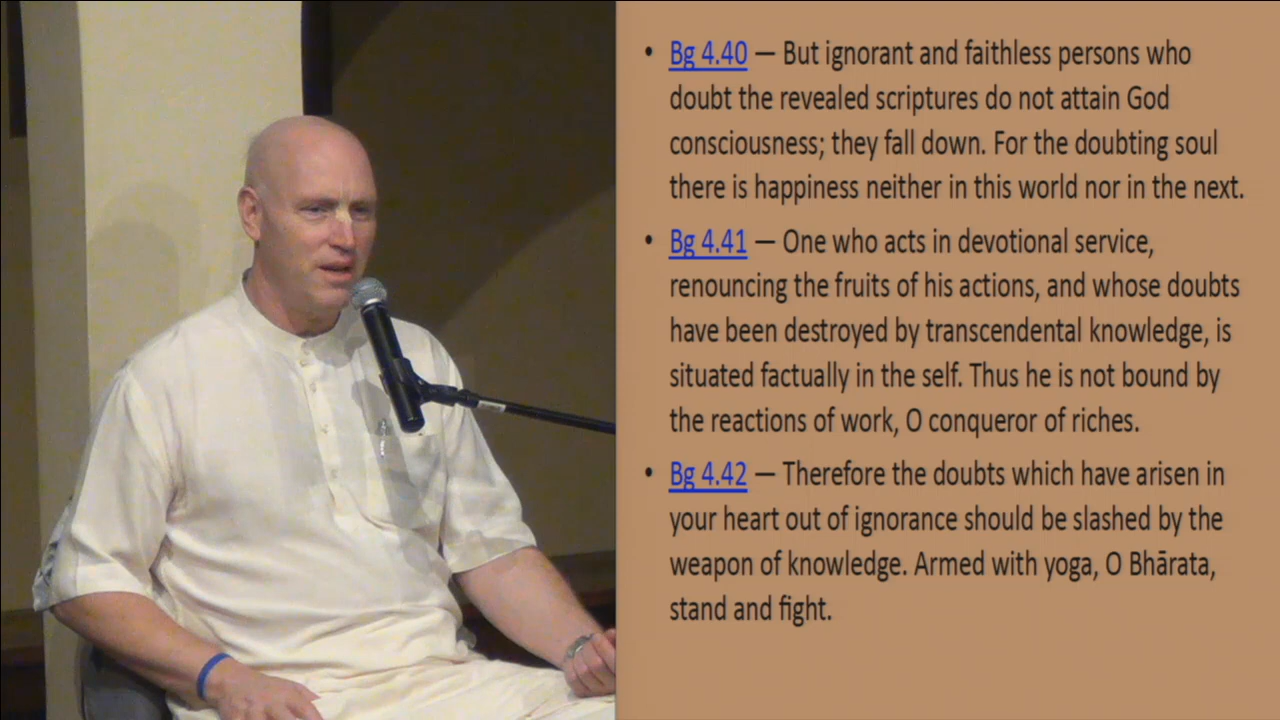 • Bg 4.40 — But ignorant and faithless persons who
doubt the revealed scriptures do not attain God
consciousness; they fall down. For the doubting soul
there is happiness neither in this world nor in the next.
• Bg 4.41 — One who acts in devotional service,
renouncing the fruits of his actions, and whose doubts
have been destroyed by transcendental knowledge, is
situated factually in the self. Thus he is not bound by
the reactions of work, O conqueror of riches.
• Bg 4.42 — Therefore the doubts which have arisen in
your heart out of ignorance should be slashed by the
weapon of knowledge. Armed with yoga, O Bhārata,
stand and fight.